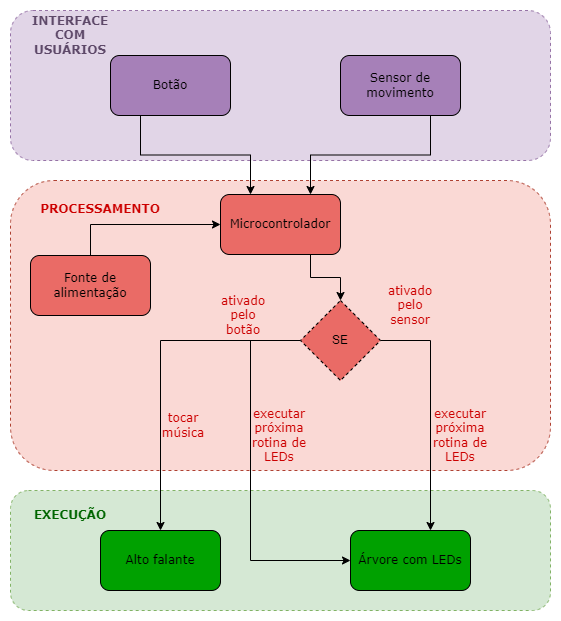 INTERFACE
COM
USUÁRIOS
Botão
Sensor de
movimento
PROCESSAMENTO
Microcontrolador
Fonte de
alimentação
ativado
pelo
botão
ativado
pelo
sensor
SE
tocar
música
executar
próxima
rotina de
LEDs
executar
próxima
rotina de
LEDs
EXECUÇÃO
Alto falante
Árvore com LEDs